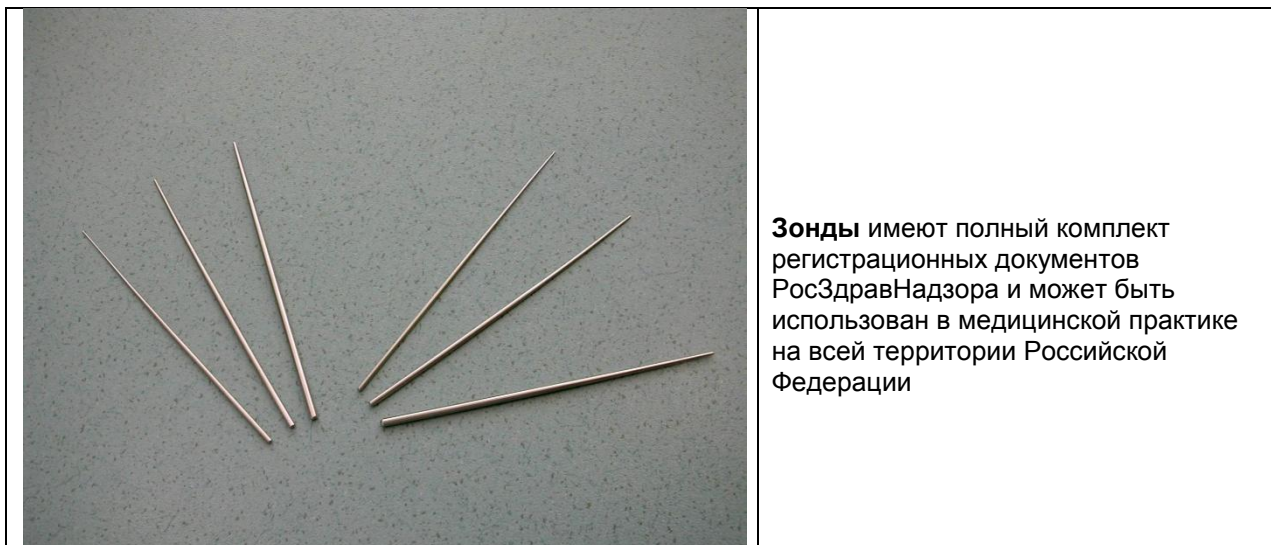 Зонды имеют полный комплект
регистрационных документов
РосЗдравНадзора и может быть
использован в медицинской практике
на всей территории Российской
Федерации